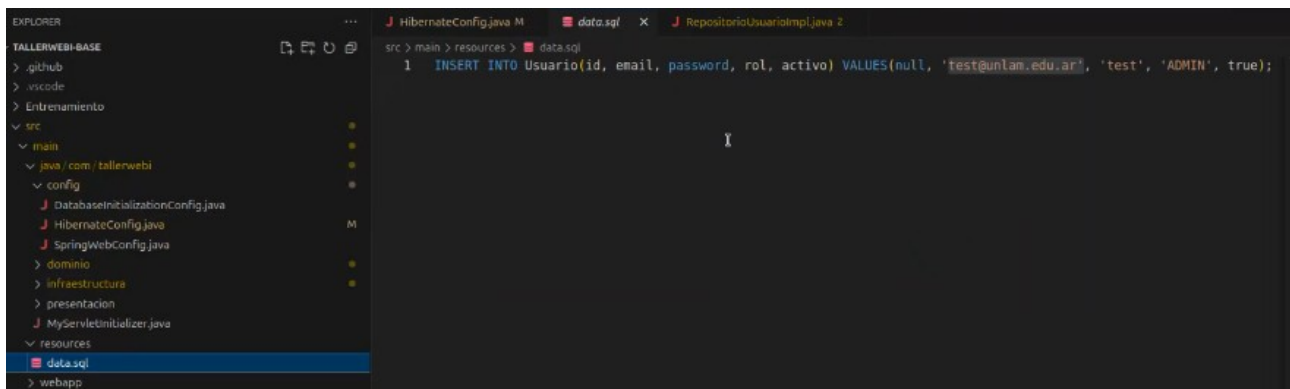 EXPLORER
TALLERWEBI-BASE
> .github
> .vscode
> Entrenamiento
src
main
java / com / tallerwebi
config
J DatabaseInitializationConfig.java
J HibernateConfig.java M
J SpringWebConfig.java
> dominio
> infraestructura
> presentacion
J MyServletInitializer.java
resources
data.sql
> webapp
J HibernateConfig.java M data.sql × J RepositorioUsuarioImpl.java 2
src > main > resources > data.sql
1 INSERT INTO Usuario(id, email, password, rol, activo) VALUES(null, 'test@unlam.edu.ar', 'test', 'ADMIN', true);